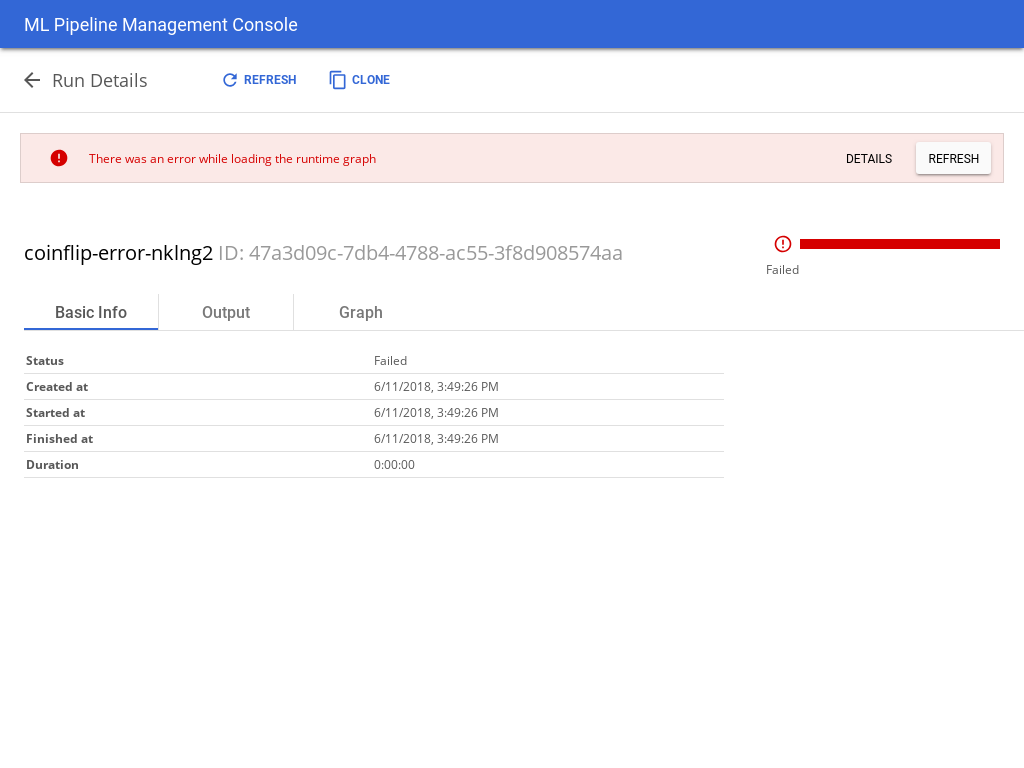 ML Pipeline Management Console
Run Details REFRESH CLONE
There was an error while loading the runtime graph DETAILS REFRESH
coinflip-error-nklng2 ID: 47a3d09c-7db4-4788-ac55-3f8d908574aa
Failed
Basic Info Output Graph
Status Failed
Created at 6/11/2018, 3:49:26 PM
Started at 6/11/2018, 3:49:26 PM
Finished at 6/11/2018, 3:49:26 PM
Duration 0:00:00